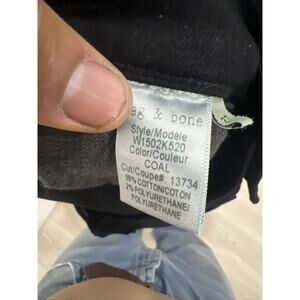 ag & bone
Style/Modèle
W1502K520
Color/Couleur
COAL
Cut/Coupe# 13734
98% COTTON/COTON
2% POLYURETHANE/
POLYURETHANE